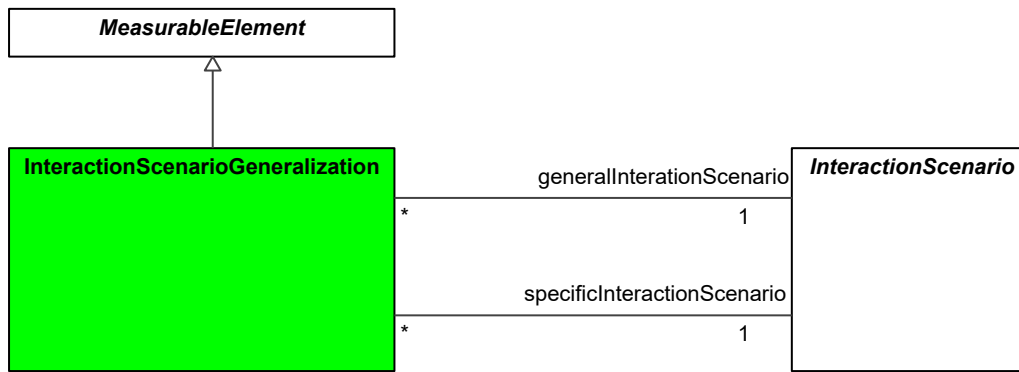 MeasurableElement
InteractionScenarioGeneralization
generalInterationScenario
InteractionScenario
*
1
specificInteractionScenario
*
1